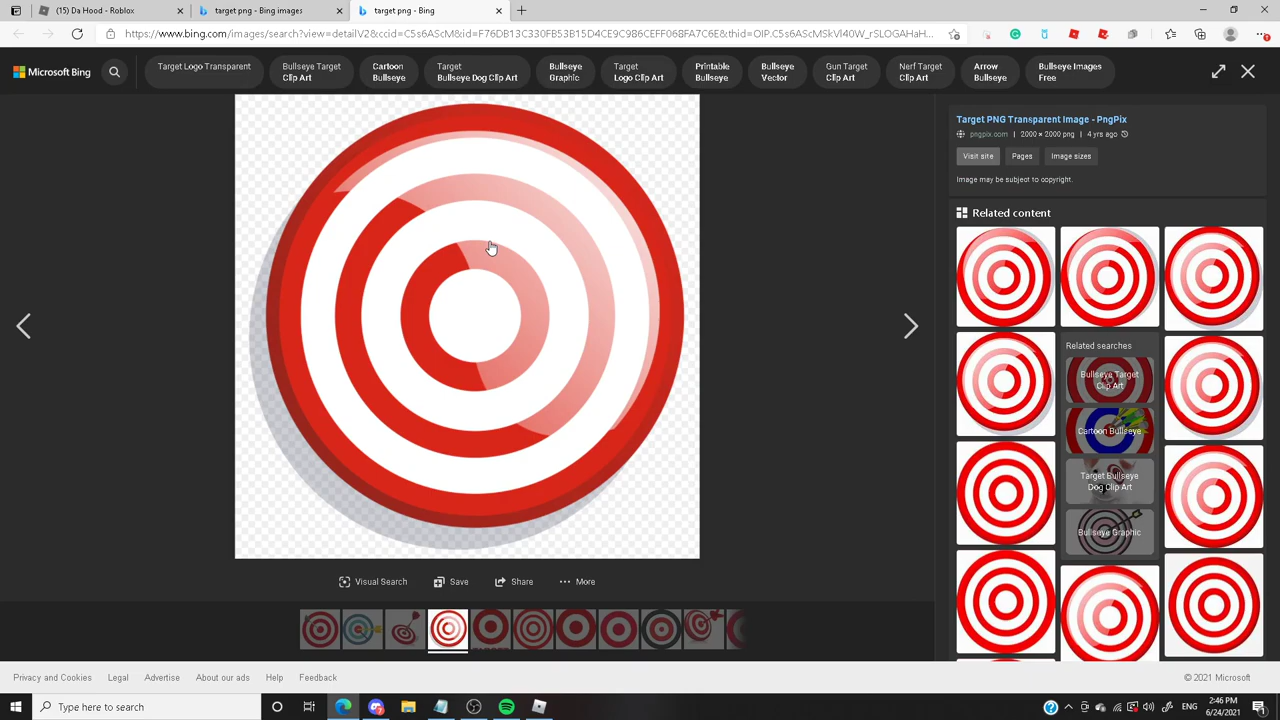 (15) Da Hood - Roblox
target png - Bing images
target png - Bing
https://www.bing.com/images/search?view=detailV2&ccid=C5s6AScM&id=F76DB13C330FB53B15D4CE9C986CEFF068FA7C6E&thid=OIP.C5s6AScMSkVl40W_rSLOGAHaH...
Microsoft Bing
Target Logo Transparent
Bullseye Target
Clip Art
Cartoon
Bullseye
Target
Bullseye Dog Clip Art
Bullseye
Graphic
Target
Logo Clip Art
Printable
Bullseye
Bullseye
Vector
Gun Target
Clip Art
Nerf Target
Clip Art
Arrow
Bullseye
Bullseye Images
Free
Target PNG Transparent Image - PngPix
pngpix.com | 2000 × 2000 png | 4 yrs ago
Visit site
Pages
Image sizes
Image may be subject to copyright.
Related content
Related searches
Bullseye Target
Clip Art
Cartoon Bullseye
Target Bullseye
Dog Clip Art
Bullseye Graphic
Visual Search
Save
Share
More
Privacy and Cookies
Legal
Advertise
About our ads
Help
Feedback
© 2021 Microsoft
Type here to search
ENG
2:46 PM
6/24/2021